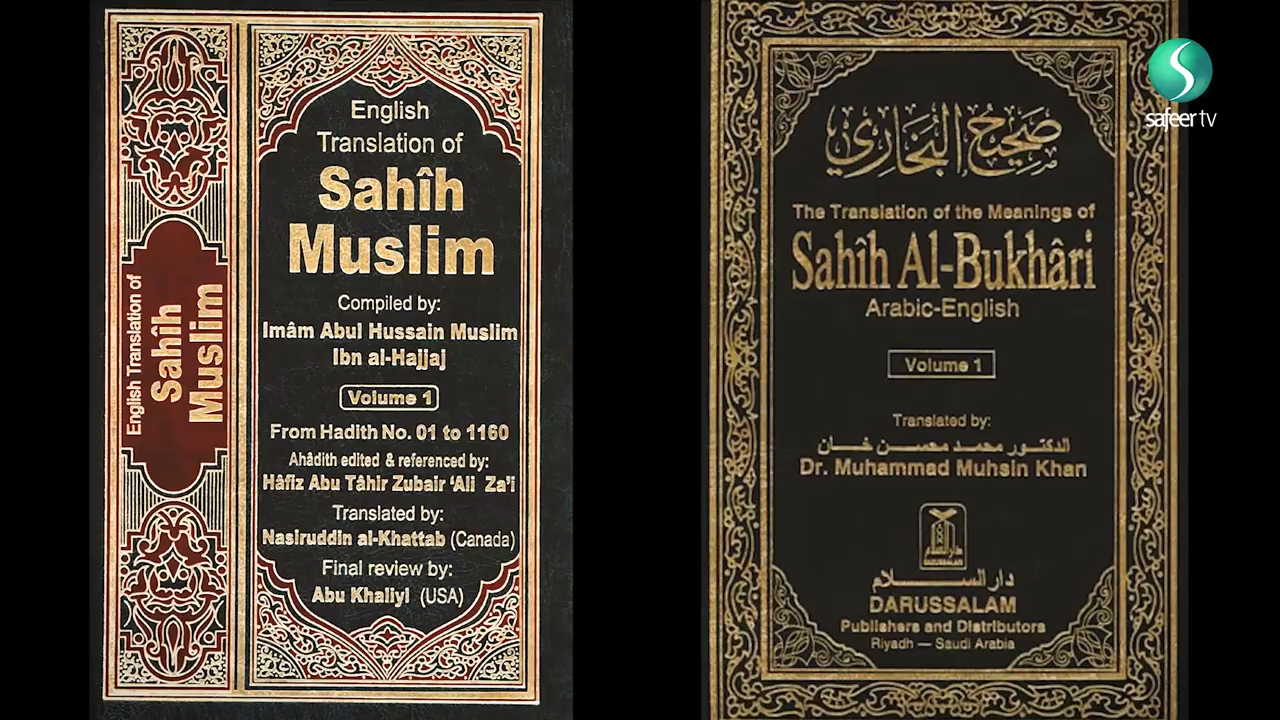 English Translation of
Sahîh
Muslim
English
Translation of
Sahîh
Muslim
Compiled by:
Imâm Abul Hussain Muslim
Ibn al-Hajjaj
Volume 1
From Hadith No. 01 to 1160
Ahâdith edited & referenced by:
Hâfiz Abu Tâhir Zubair ‘Ali Za’i
Translated by:
Nasiruddin al-Khattab (Canada)
Final review by:
Abu Khaliyl (USA)
صحيح البخاري
The Translation of the Meanings of
Sahîh Al-Bukhâri
Arabic-English
Volume 1
Translated by:
الدكتور محمد محسن خان
Dr. Muhammad Muhsin Khan
دار السلام
DARUSSALAM
دار الســـــلام
DARUSSALAM
Publishers and Distributors
Riyadh — Saudi Arabia
safeer tv